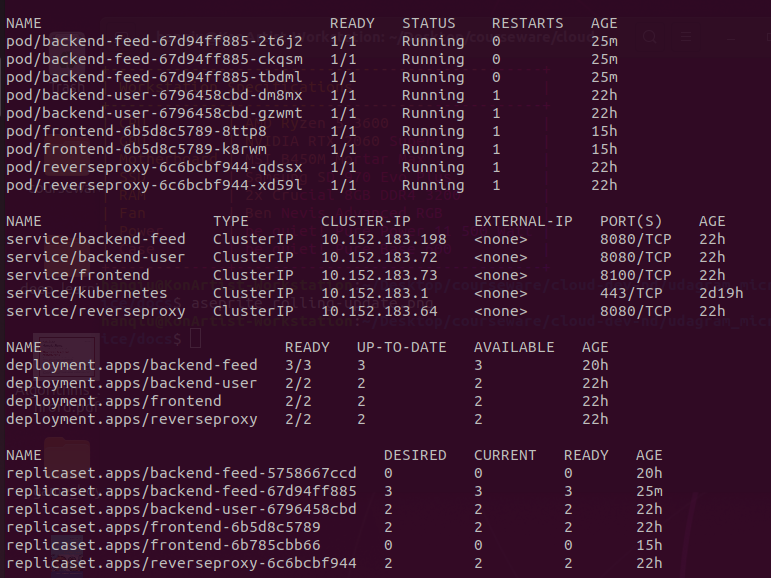 NAME READY STATUS RESTARTS AGE
pod/backend-feed-67d94ff885-2t6j2 1/1 Running 0 25m
pod/backend-feed-67d94ff885-ckqsm 1/1 Running 0 25m
pod/backend-feed-67d94ff885-tbdml 1/1 Running 0 25m
pod/backend-user-6796458cbd-dm8mx 1/1 Running 1 22h
pod/backend-user-6796458cbd-gzwmt 1/1 Running 1 22h
pod/frontend-6b5d8c5789-8ttp8 1/1 Running 1 15h
pod/frontend-6b5d8c5789-k8rwm 1/1 Running 1 15h
pod/reverseproxy-6c6bcbf944-qdssx 1/1 Running 1 22h
pod/reverseproxy-6c6bcbf944-xd59l 1/1 Running 1 22h
NAME TYPE CLUSTER-IP EXTERNAL-IP PORT(S) AGE
service/backend-feed ClusterIP 10.152.183.198 <none> 8080/TCP 22h
service/backend-user ClusterIP 10.152.183.72 <none> 8080/TCP 22h
service/frontend ClusterIP 10.152.183.73 <none> 8100/TCP 22h
service/kubernetes ClusterIP 10.152.183.1 <none> 443/TCP 2d19h
service/reverseproxy ClusterIP 10.152.183.64 <none> 8080/TCP 22h
NAME READY UP-TO-DATE AVAILABLE AGE
deployment.apps/backend-feed 3/3 3 3 20h
deployment.apps/backend-user 2/2 2 2 22h
deployment.apps/frontend 2/2 2 2 22h
deployment.apps/reverseproxy 2/2 2 2 22h
NAME DESIRED CURRENT READY AGE
replicaset.apps/backend-feed-5758667ccd 0 0 0 20h
replicaset.apps/backend-feed-67d94ff885 3 3 3 25m
replicaset.apps/backend-user-6796458cbd 2 2 2 22h
replicaset.apps/frontend-6b5d8c5789 2 2 2 22h
replicaset.apps/frontend-6b785cbb66 0 0 0 15h
replicaset.apps/reverseproxy-6c6bcbf944 2 2 2 22h